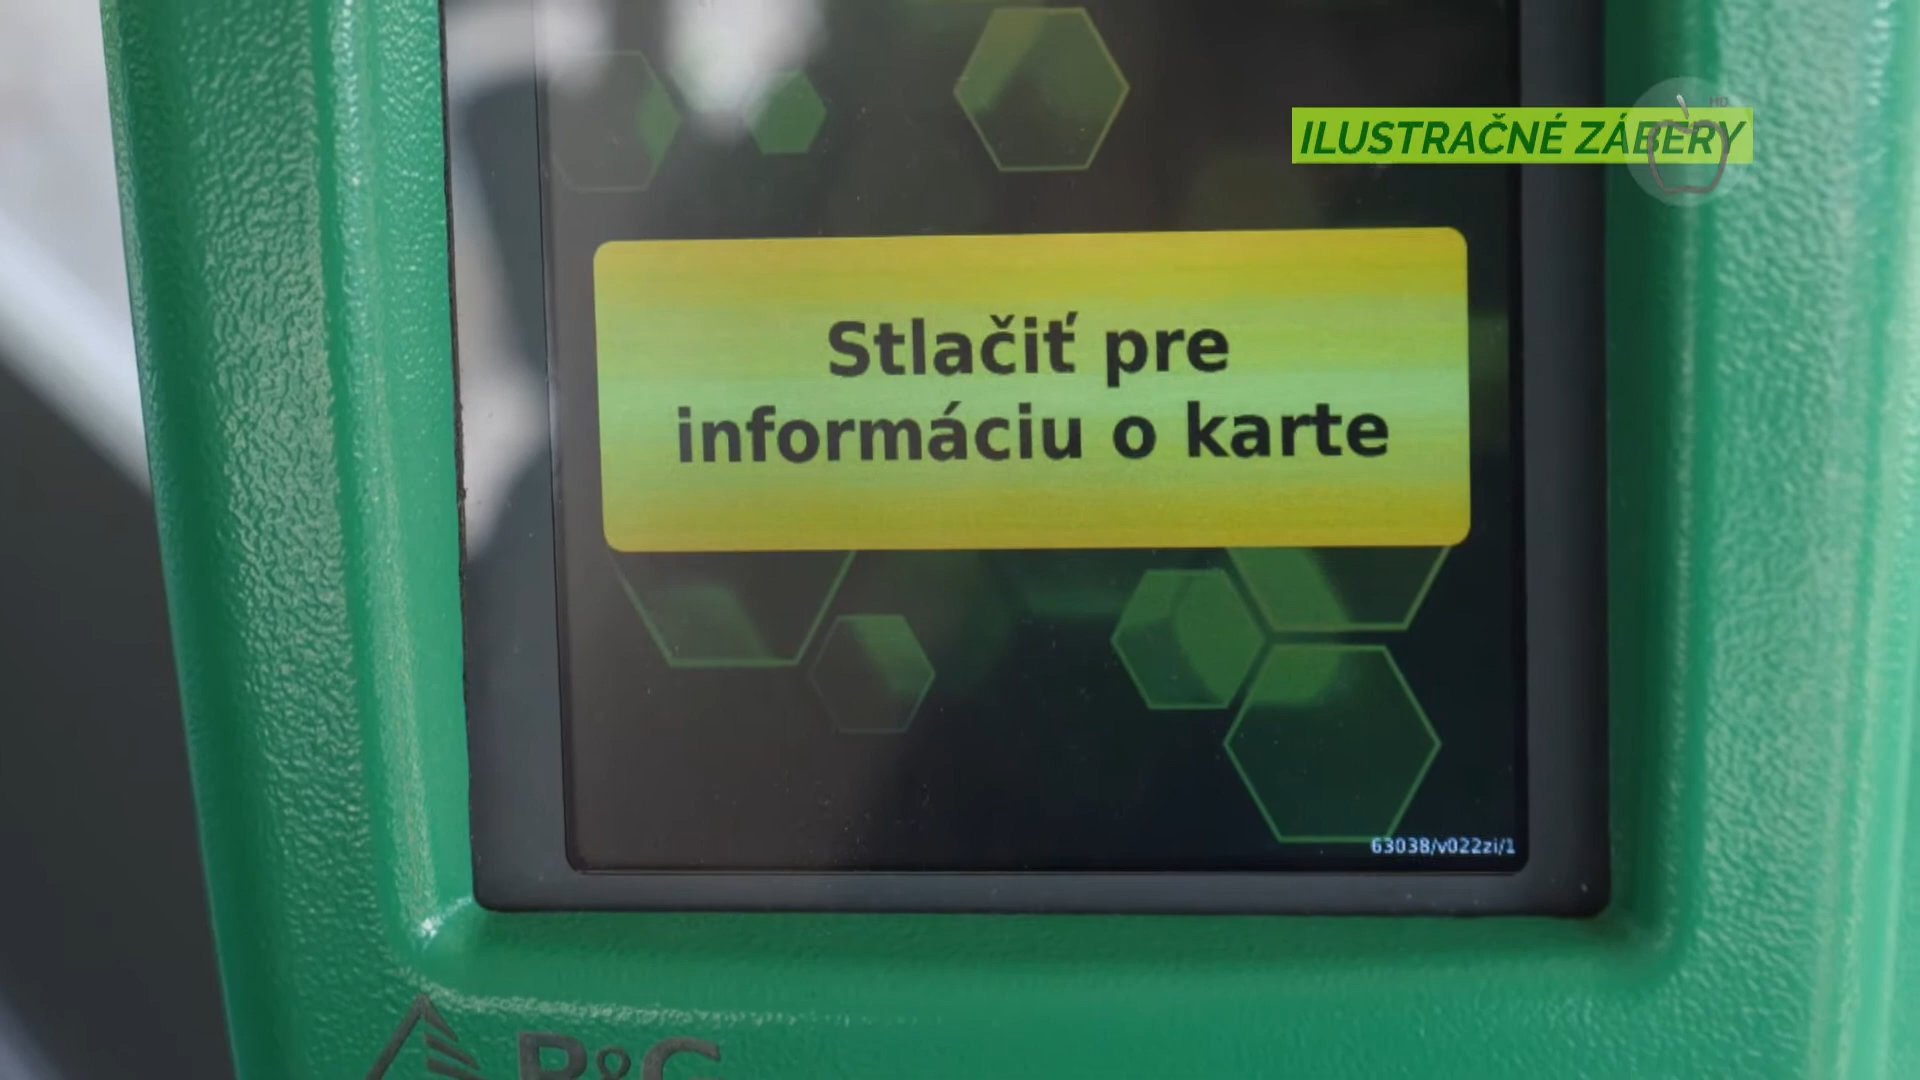 ILUSTRAČNÉ ZÁBERY
Stlačiť pre
informáciu o karte
63038/v022zi/1
R&G